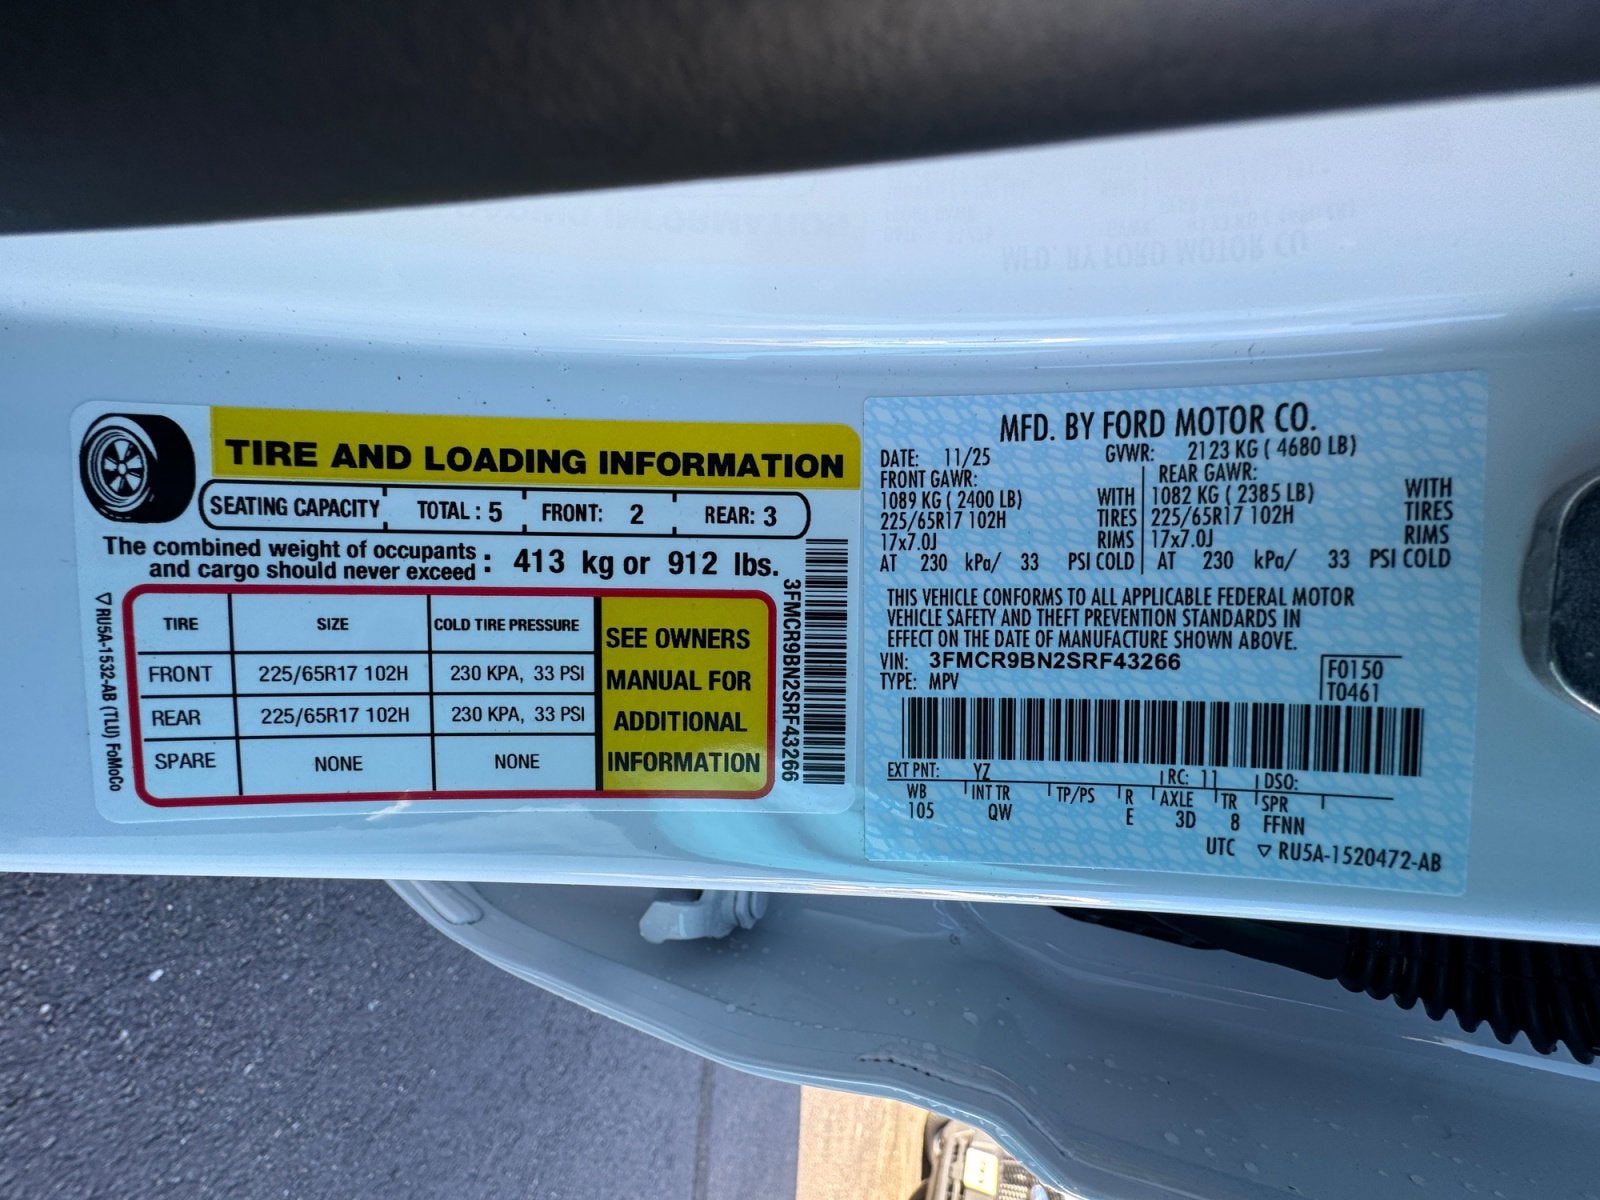 TIRE AND LOADING INFORMATION
SEATING CAPACITY TOTAL : 5 FRONT: 2 REAR: 3
The combined weight of occupants and cargo should never exceed : 413 kg or 912 lbs.
TIRE SIZE COLD TIRE PRESSURE
FRONT 225/65R17 102H 230 KPA, 33 PSI
REAR 225/65R17 102H 230 KPA, 33 PSI
SPARE NONE NONE
SEE OWNERS
MANUAL FOR
ADDITIONAL
INFORMATION
3FMCR9BN2SRF43266
▽ RU5A-1532-AB (TLU) FoMoCo
MFD. BY FORD MOTOR CO.
DATE: 11/25 GVWR: 2123 KG ( 4680 LB)
FRONT GAWR: REAR GAWR:
1089 KG ( 2400 LB) WITH 1082 KG ( 2385 LB) WITH
225/65R17 102H TIRES 225/65R17 102H TIRES
17x7.0J RIMS 17x7.0J RIMS
AT 230 kPa/ 33 PSI COLD AT 230 kPa/ 33 PSI COLD
THIS VEHICLE CONFORMS TO ALL APPLICABLE FEDERAL MOTOR
VEHICLE SAFETY AND THEFT PREVENTION STANDARDS IN
EFFECT ON THE DATE OF MANUFACTURE SHOWN ABOVE.
VIN: 3FMCR9BN2SRF43266
TYPE: MPV
F0150
T0461
EXT PNT: YZ RC: 11 DSO:
WB INT TR TP/PS R AXLE TR SPR
105 QW E 3D 8 FFNN
UTC ▽ RU5A-1520472-AB